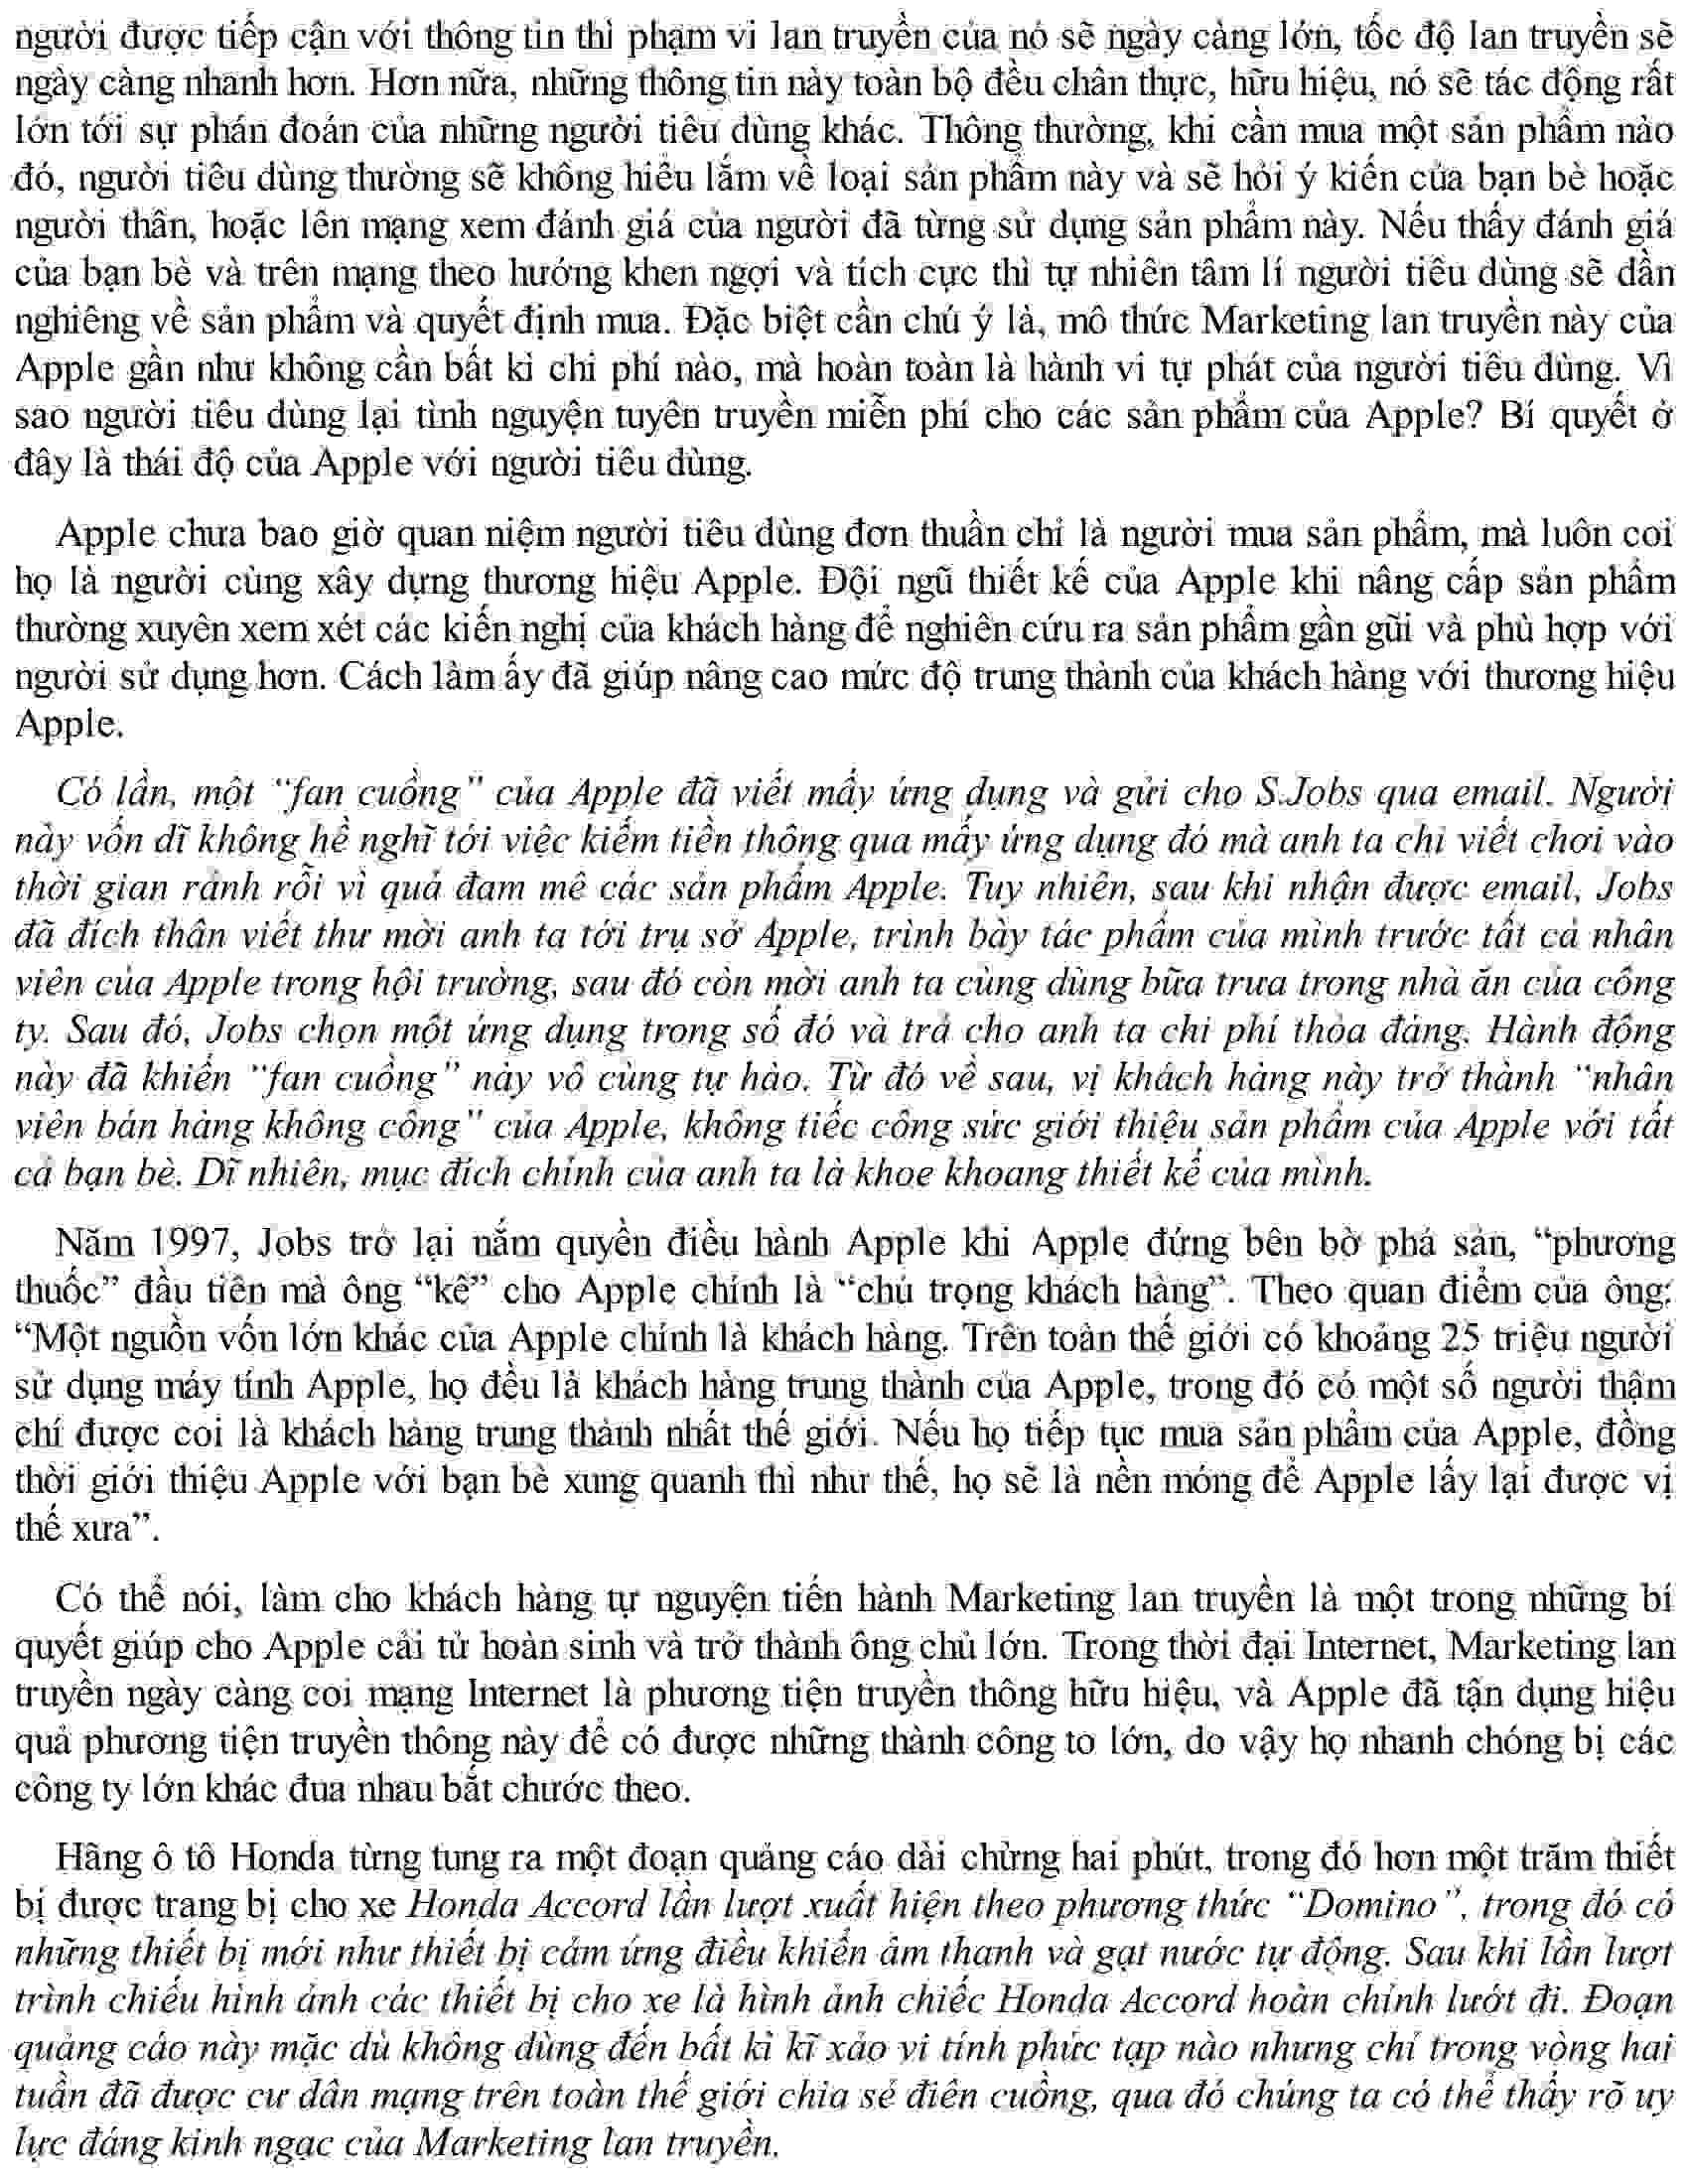 người được tiếp cận với thông tin thì phạm vi lan truyền của nó sẽ ngày càng lớn, tốc độ lan truyền sẽ
ngày càng nhanh hơn. Hơn nữa, những thông tin này toàn bộ đều chân thực, hữu hiệu, nó sẽ tác động rất
lớn tới sự phán đoán của những người tiêu dùng khác. Thông thường, khi cần mua một sản phẩm nào
đó, người tiêu dùng thường sẽ không hiểu lắm về loại sản phẩm này và sẽ hỏi ý kiến của bạn bè hoặc
người thân, hoặc lên mạng xem đánh giá của người đã từng sử dụng sản phẩm này. Nếu thấy đánh giá
của bạn bè và trên mạng theo hướng khen ngợi và tích cực thì tự nhiên tâm lí người tiêu dùng sẽ dần
nghiêng về sản phẩm và quyết định mua. Đặc biệt cần chú ý là, mô thức Marketing lan truyền này của
Apple gần như không cần bất kì chi phí nào, mà hoàn toàn là hành vi tự phát của người tiêu dùng. Vì
sao người tiêu dùng lại tình nguyện tuyên truyền miễn phí cho các sản phẩm của Apple? Bí quyết ở
đây là thái độ của Apple với người tiêu dùng.
Apple chưa bao giờ quan niệm người tiêu dùng đơn thuần chỉ là người mua sản phẩm, mà luôn coi
họ là người cùng xây dựng thương hiệu Apple. Đội ngũ thiết kế của Apple khi nâng cấp sản phẩm
thường xuyên xem xét các kiến nghị của khách hàng để nghiên cứu ra sản phẩm gần gũi và phù hợp với
người sử dụng hơn. Cách làm ấy đã giúp nâng cao mức độ trung thành của khách hàng với thương hiệu
Apple.
Có lần, một “fan cuồng” của Apple đã viết mấy ứng dụng và gửi cho S.Jobs qua email. Người
này vốn dĩ không hề nghĩ tới việc kiếm tiền thông qua mấy ứng dụng đó mà anh ta chỉ viết chơi vào
thời gian rảnh rỗi vì quá đam mê các sản phẩm Apple. Tuy nhiên, sau khi nhận được email, Jobs
đã đích thân viết thư mời anh ta tới trụ sở Apple, trình bày tác phẩm của mình trước tất cả nhân
viên của Apple trong hội trường, sau đó còn mời anh ta cùng dùng bữa trưa trong nhà ăn của công
ty. Sau đó, Jobs chọn một ứng dụng trong số đó và trả cho anh ta chi phí thỏa đáng. Hành động
này đã khiến “fan cuồng” này vô cùng tự hào. Từ đó về sau, vị khách hàng này trở thành “nhân
viên bán hàng không công” của Apple, không tiếc công sức giới thiệu sản phẩm của Apple với tất
cả bạn bè. Dĩ nhiên, mục đích chính của anh ta là khoe khoang thiết kế của mình.
Năm 1997, Jobs trở lại nắm quyền điều hành Apple khi Apple đứng bên bờ phá sản, “phương
thuốc” đầu tiên mà ông “kê” cho Apple chính là “chú trọng khách hàng”. Theo quan điểm của ông:
“Một nguồn vốn lớn khác của Apple chính là khách hàng. Trên toàn thế giới có khoảng 25 triệu người
sử dụng máy tính Apple, họ đều là khách hàng trung thành của Apple, trong đó có một số người thậm
chí được coi là khách hàng trung thành nhất thế giới. Nếu họ tiếp tục mua sản phẩm của Apple, đồng
thời giới thiệu Apple với bạn bè xung quanh thì như thế, họ sẽ là nền móng để Apple lấy lại được vị
thế xưa”.
Có thể nói, làm cho khách hàng tự nguyện tiến hành Marketing lan truyền là một trong những bí
quyết giúp cho Apple cải tử hoàn sinh và trở thành ông chủ lớn. Trong thời đại Internet, Marketing lan
truyền ngày càng coi mạng Internet là phương tiện truyền thông hữu hiệu, và Apple đã tận dụng hiệu
quả phương tiện truyền thông này để có được những thành công to lớn, do vậy họ nhanh chóng bị các
công ty lớn khác đua nhau bắt chước theo.
Hãng ô tô Honda từng tung ra một đoạn quảng cáo dài chừng hai phút, trong đó hơn một trăm thiết
bị được trang bị cho xe Honda Accord lần lượt xuất hiện theo phương thức “Domino”, trong đó có
những thiết bị mới như thiết bị cảm ứng điều khiển âm thanh và gạt nước tự động. Sau khi lần lượt
trình chiếu hình ảnh các thiết bị cho xe là hình ảnh chiếc Honda Accord hoàn chỉnh lướt đi. Đoạn
quảng cáo này mặc dù không dùng đến bất kì kĩ xảo vi tính phức tạp nào nhưng chỉ trong vòng hai
tuần đã được cư dân mạng trên toàn thế giới chia sẻ điên cuồng, qua đó chúng ta có thể thấy rõ uy
lực đáng kinh ngạc của Marketing lan truyền.